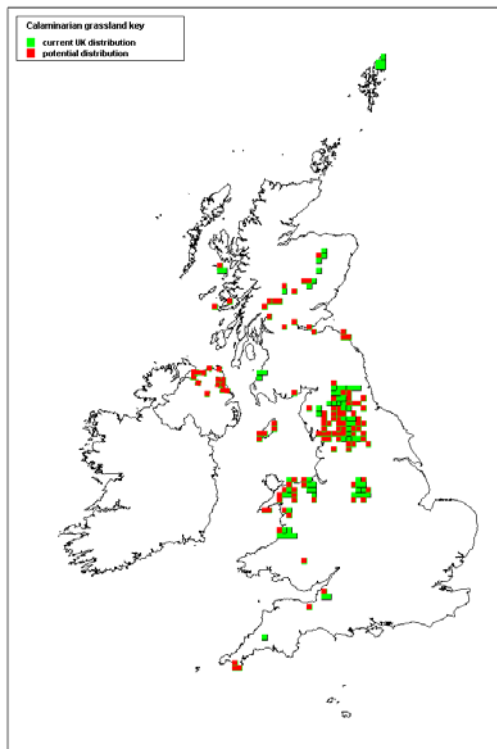 Calaminarian grassland key
current UK distribution
potential distribution